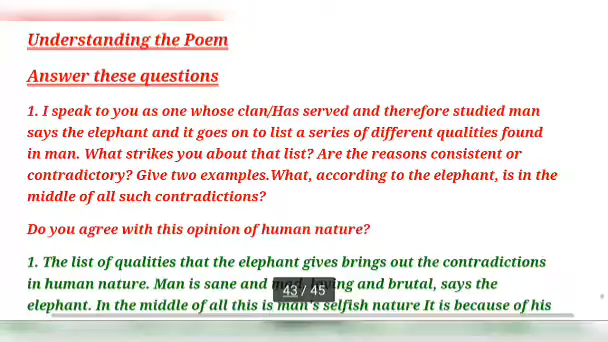 Understanding the Poem
Answer these questions
1. I speak to you as one whose clan/Has served and therefore studied man
says the elephant and it goes on to list a series of different qualities found
in man. What strikes you about that list? Are the reasons consistent or
contradictory? Give two examples.What, according to the elephant, is in the
middle of all such contradictions?
Do you agree with this opinion of human nature?
1. The list of qualities that the elephant gives brings out the contradictions
in human nature. Man is sane and and brutal, says the
43 / 45
elephant. In the middle of all this is man's selfish nature It is because of his